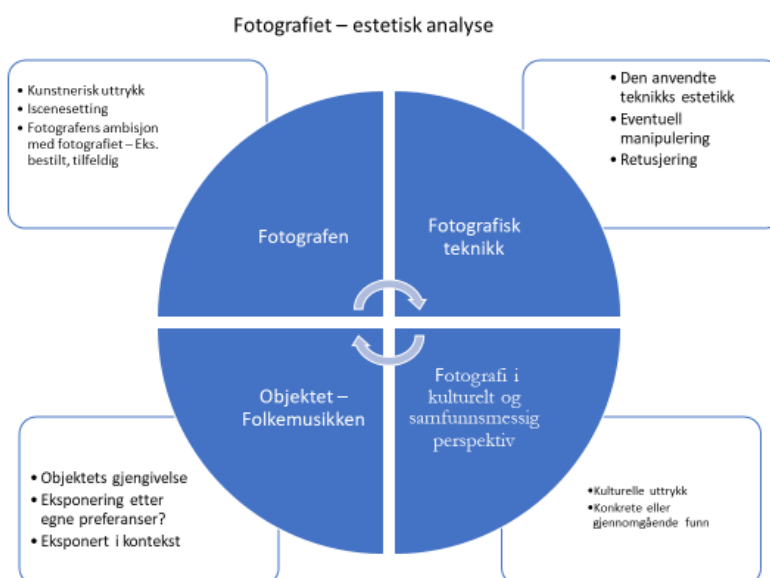 Fotografiet – estetisk analyse
• Kunstnerisk uttrykk
• Iscenesetting
• Fotografens ambisjon
med fotografiet – Eks.
bestilt, tilfeldig
• Den anvendte
teknikks estetikk
• Eventuell
manipulering
• Retusjering
Fotografen
Fotografisk
teknikk
Objektet –
Folkemusikken
Fotografi i
kulturelt og
samfunnsmessig
perspektiv
• Objektets gjengivelse
• Eksponering etter
egne preferanser?
• Eksponert i kontekst
•Kulturelle uttrykk
•Konkrete eller
gjennomgående funn